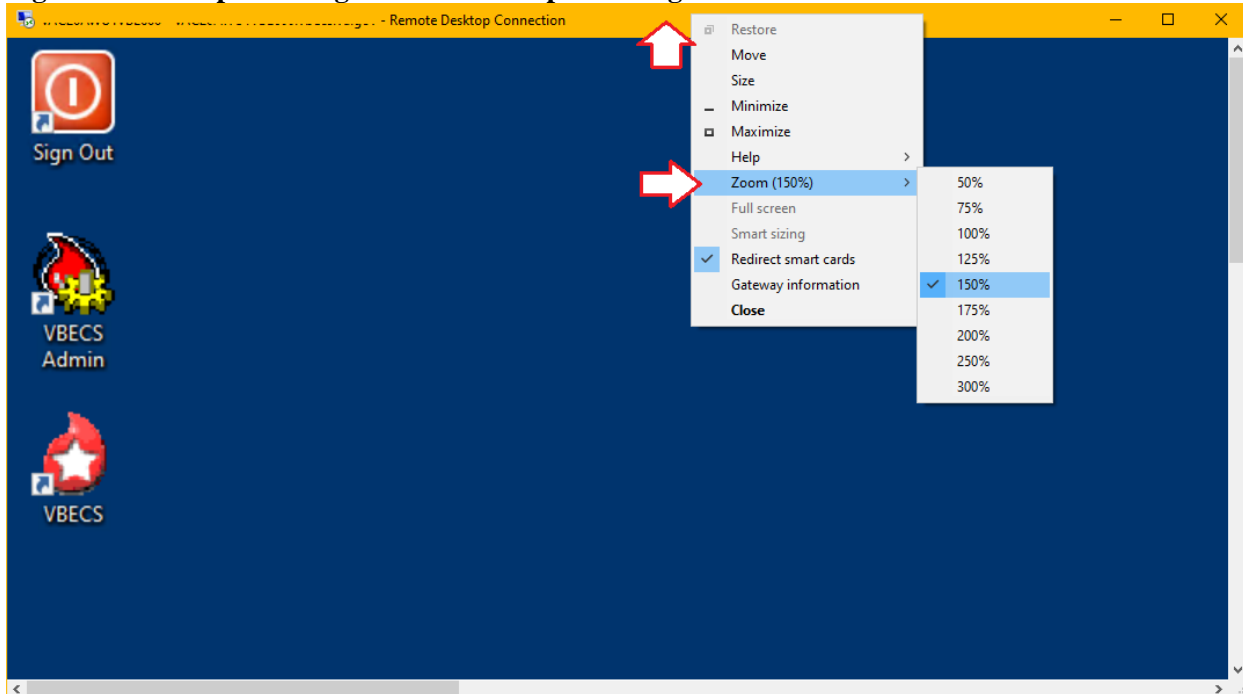 - Remote Desktop Connection
Restore
Move
Size
Minimize
Maximize
Help
Zoom (150%)
Full screen
Smart sizing
Redirect smart cards
Gateway information
Close
50%
75%
100%
125%
150%
175%
200%
250%
300%
Sign Out
VBECS
Admin
VBECS